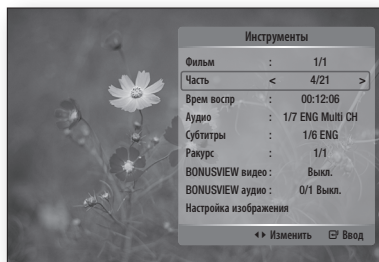 Инструменты
Фильм : 1/1
Часть < 4/21 >
Врем воспр : 00:12:06
Аудио : 1/7 ENG Multi CH
Субтитры : 1/6 ENG
Ракурс : 1/1
BONUSVIEW видео : Выкл.
BONUSVIEW аудио : 0/1 Выкл.
Настройка изображения
◄► Изменить Ввод